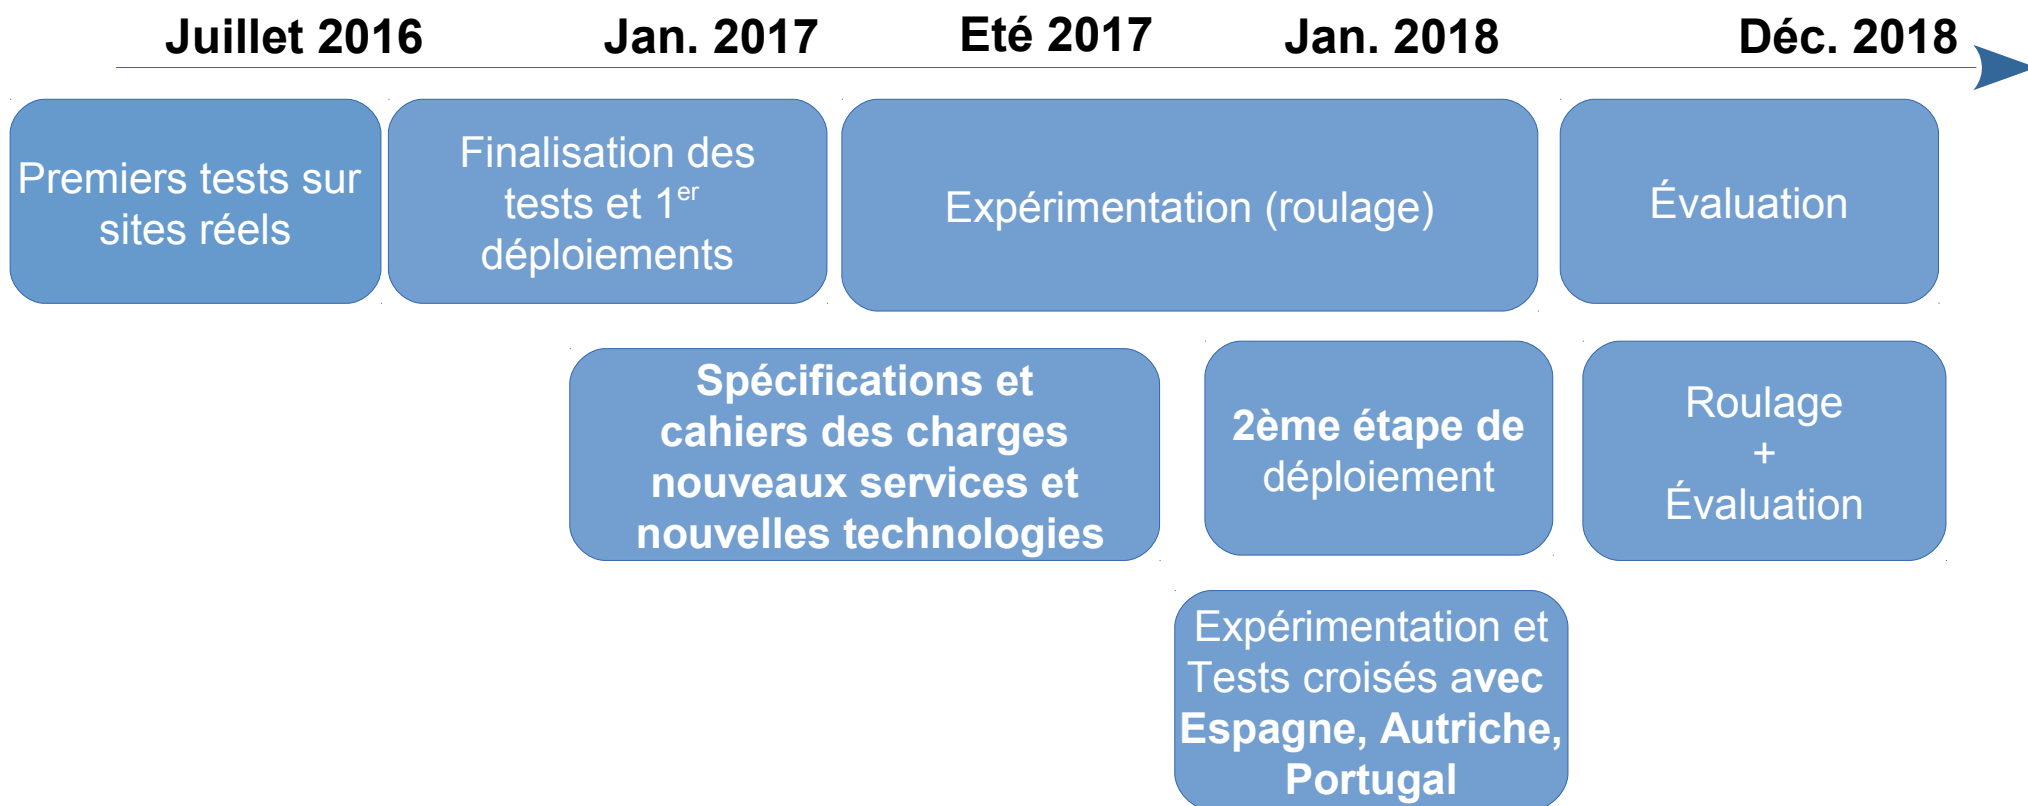 Juillet 2016
Jan. 2017
Eté 2017
Jan. 2018
Déc. 2018
Premiers tests sur
sites réels
Finalisation des
tests et 1er
déploiements
Expérimentation (roulage)
Évaluation
Spécifications et
cahiers des charges
nouveaux services et
nouvelles technologies
2ème étape de
déploiement
Roulage
+
Évaluation
Expérimentation et
Tests croisés avec
Espagne, Autriche,
Portugal